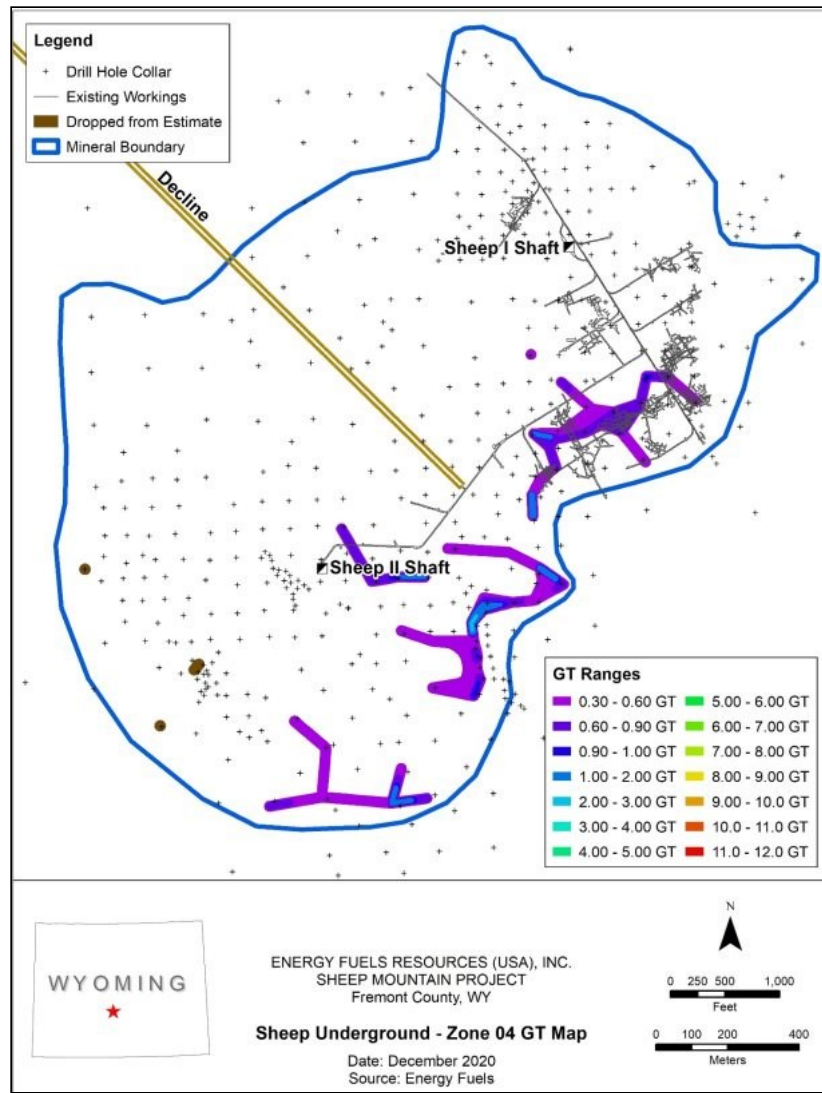 Legend
Drill Hole Collar
Existing Workings
Dropped from Estimate
Mineral Boundary
Decline
Sheep I Shaft
Sheep II Shaft
GT Ranges
0.30 - 0.60 GT
0.60 - 0.90 GT
0.90 - 1.00 GT
1.00 - 2.00 GT
2.00 - 3.00 GT
3.00 - 4.00 GT
4.00 - 5.00 GT
5.00 - 6.00 GT
6.00 - 7.00 GT
7.00 - 8.00 GT
8.00 - 9.00 GT
9.00 - 10.0 GT
10.0 - 11.0 GT
11.0 - 12.0 GT
WYOMING
ENERGY FUELS RESOURCES (USA), INC.
SHEEP MOUNTAIN PROJECT
Fremont County, WY
Sheep Underground - Zone 04 GT Map
Date: December 2020
Source: Energy Fuels
N
0 250 500 1,000
Feet
0 100 200 400
Meters